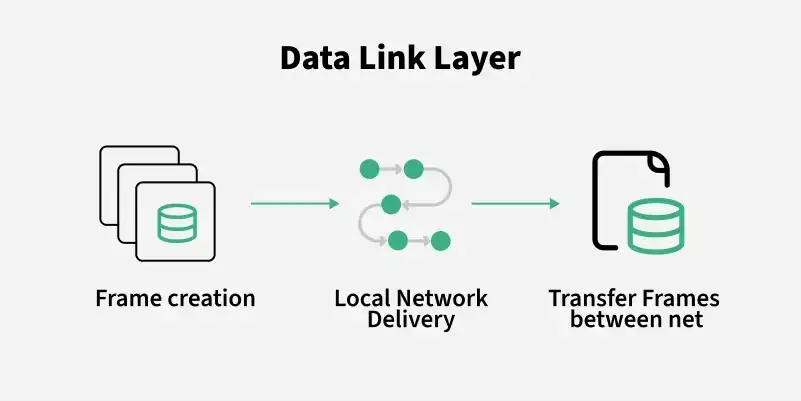 Data Link Layer
Frame creation
Local Network
Delivery
Transfer Frames
between net